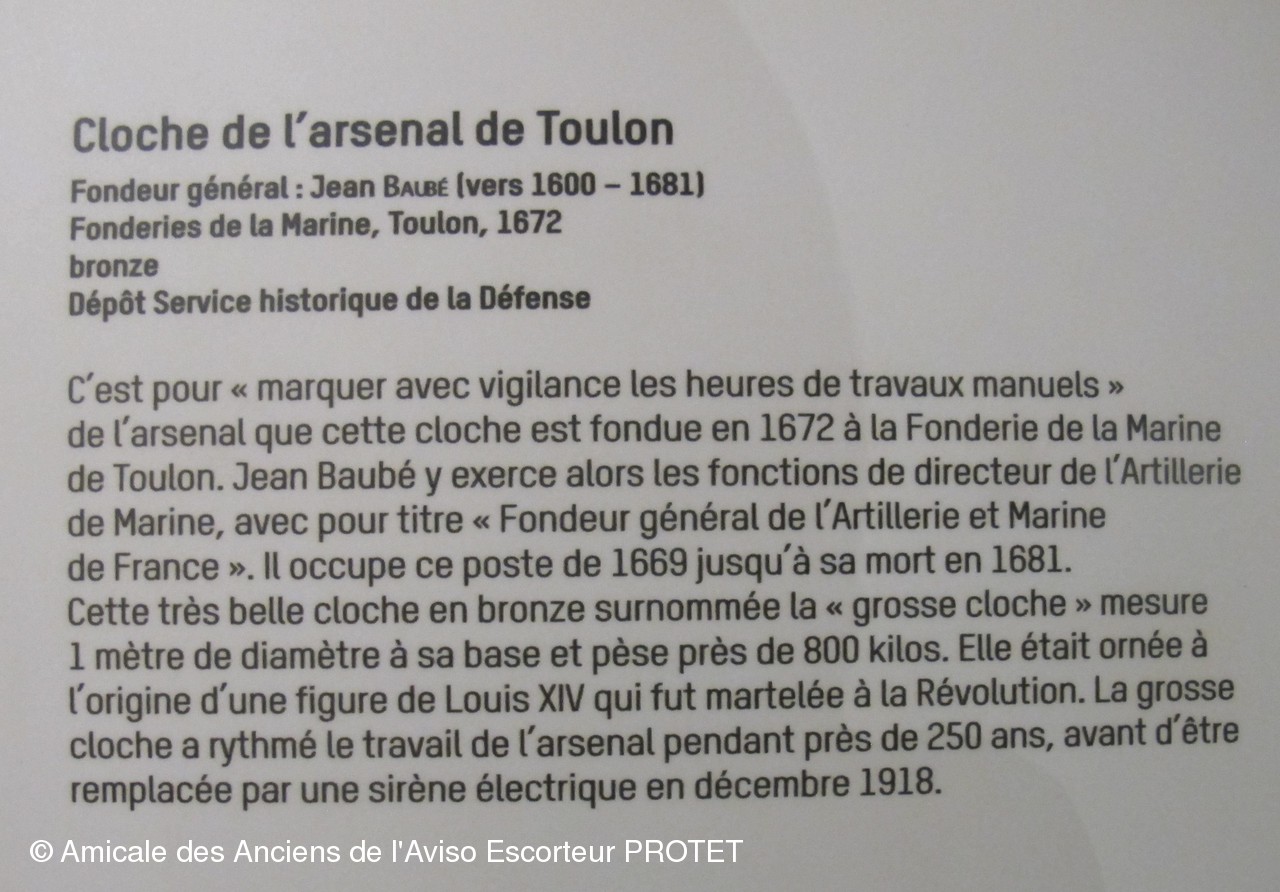 Cloche de l'arsenal de Toulon
Fondeur général : Jean BALBÉ (vers 1600 – 1681)
Fonderies de la Marine, Toulon, 1672
bronze
Dépôt Service historique de la Défense
C'est pour « marquer avec vigilance les heures de travaux manuels »
de l'arsenal que cette cloche est fondue en 1672 à la Fonderie de la Marine
de Toulon. Jean Baubé y exerce alors les fonctions de directeur de l'Artillerie
de Marine, avec pour titre « Fondeur général de l'Artillerie et Marine
de France ». Il occupe ce poste de 1669 jusqu'à sa mort en 1681.
Cette très belle cloche en bronze surnommée la « grosse cloche » mesure
1 mètre de diamètre à sa base et pèse près de 800 kilos. Elle était ornée à
l'origine d'une figure de Louis XIV qui fut martelée à la Révolution. La grosse
cloche a rythmé le travail de l'arsenal pendant près de 250 ans, avant d'être
remplacée par une sirène électrique en décembre 1918.
© Amicale des Anciens de l'Aviso Escorteur PROTET